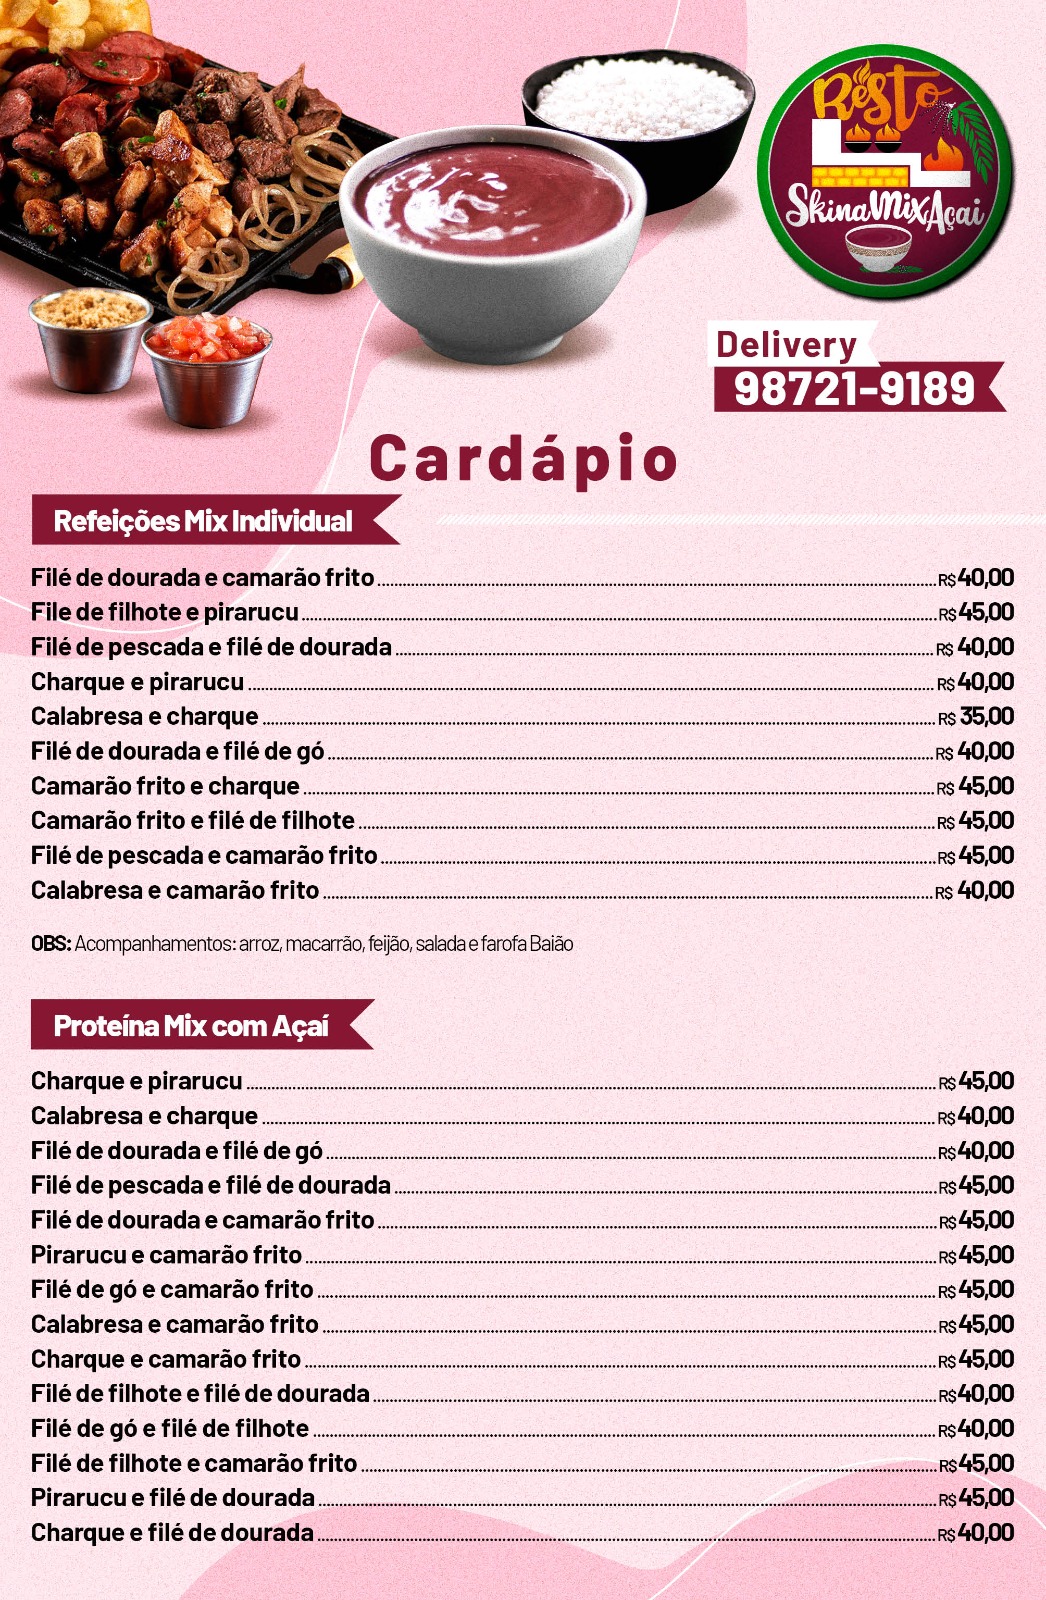 Resto
SkinaMixAçai
Delivery
98721-9189
Cardápio
Refeições Mix Individual
Filé de dourada e camarão frito R$40,00
File de filhote e pirarucu R$45,00
Filé de pescada e filé de dourada R$ 40,00
Charque e pirarucu R$40,00
Calabresa e charque R$ 35,00
Filé de dourada e filé de gó R$ 40,00
Camarão frito e charque R$ 45,00
Camarão frito e filé de filhote R$ 45,00
Filé de pescada e camarão frito R$45,00
Calabresa e camarão frito R$ 40,00
OBS: Acompanhamentos: arroz, macarrão, feijão, salada e farofa Baião
Proteína Mix com Açaí
Charque e pirarucu R$45,00
Calabresa e charque R$40,00
Filé de dourada e filé de gó R$40,00
Filé de pescada e filé de dourada R$45,00
Filé de dourada e camarão frito R$45,00
Pirarucu e camarão frito R$45,00
Filé de gó e camarão frito R$45,00
Calabresa e camarão frito R$45,00
Charque e camarão frito R$45,00
Filé de filhote e filé de dourada R$40,00
Filé de gó e filé de filhote R$40,00
Filé de filhote e camarão frito R$45,00
Pirarucu e filé de dourada R$45,00
Charque e filé de dourada R$40,00